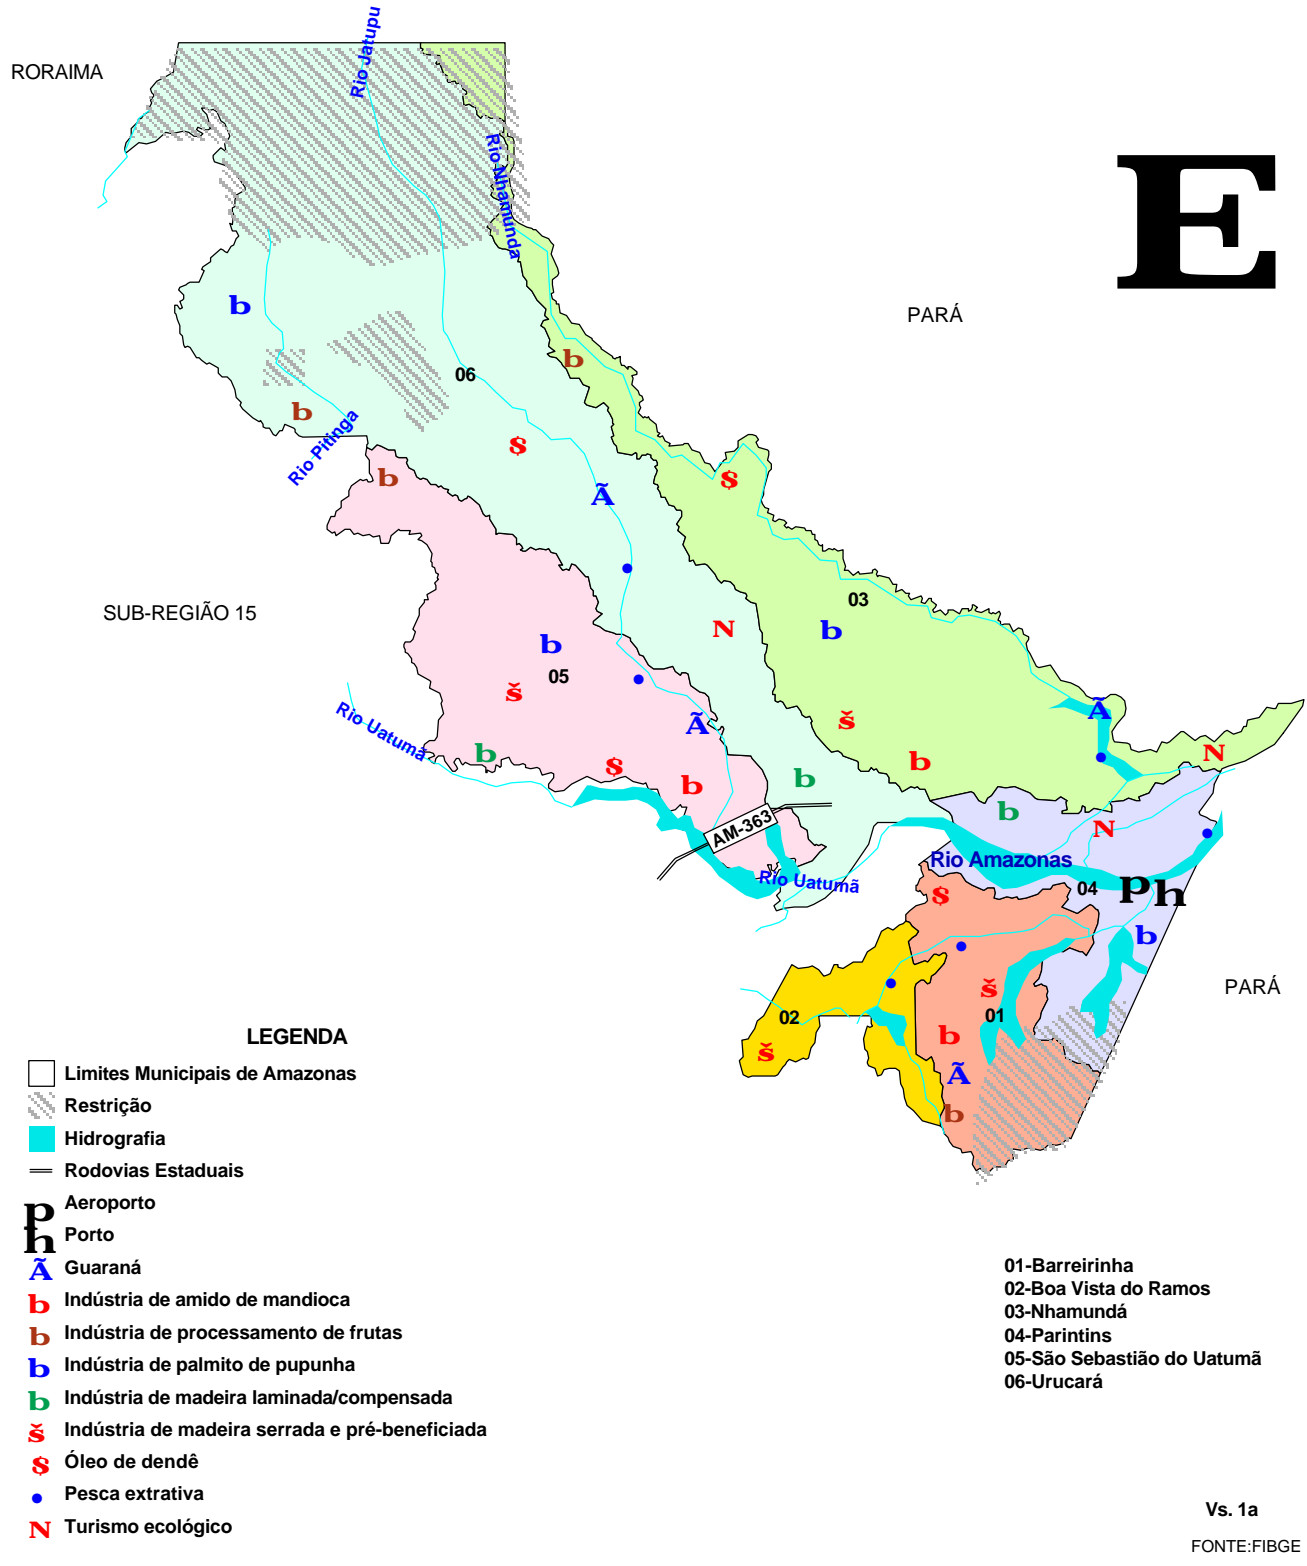 Rio Jatupu
RORAIMA
Rio Nhamunda
E
b
PARÁ
b
06
b
Rio Pitinga
$
b
$
Ã
03
SUB-REGIÃO 15
N
b
b
05
š
Rio Uatumã
Ã
Ã
š
N
b
$
b
b
b
AM-363
b
N
Rio Amazonas
Rio Uatumã
04
p
h
$
b
š
PARÁ
02
01
š
b
Ã
b
LEGENDA
Limites Municipais de Amazonas
Restrição
Hidrografia
Rodovias Estaduais
p Aeroporto
h Porto
Ã Guaraná
b Indústria de amido de mandioca
b Indústria de processamento de frutas
b Indústria de palmito de pupunha
b Indústria de madeira laminada/compensada
š Indústria de madeira serrada e pré-beneficiada
$ Óleo de dendê
Pesca extrativa
N Turismo ecológico
01-Barreirinha
02-Boa Vista do Ramos
03-Nhamundá
04-Parintins
05-São Sebastião do Uatumã
06-Urucará
Vs. 1a
FONTE:FIBGE